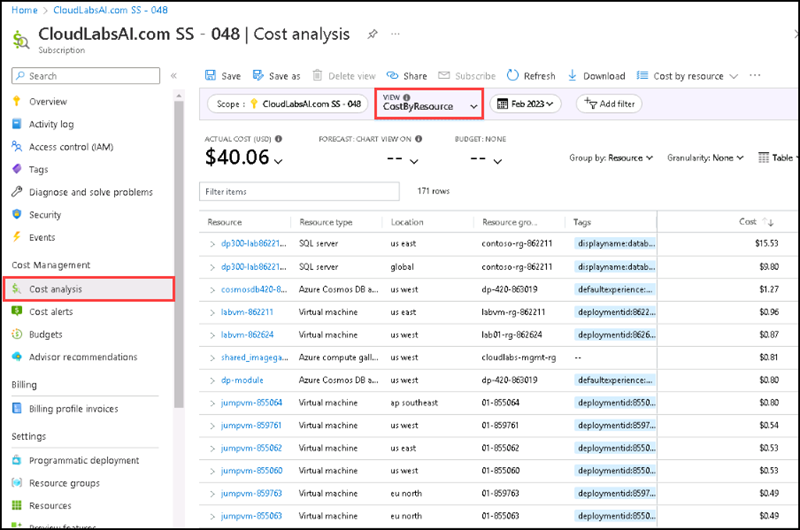 Home > CloudLabsAI.com SS - 048
CloudLabsAI.com SS - 048 | Cost analysis
Subscription
Search
Overview
Activity log
Access control (IAM)
Tags
Diagnose and solve problems
Security
Events
Cost Management
Cost analysis
Cost alerts
Budgets
Advisor recommendations
Billing
Billing profile invoices
Settings
Programmatic deployment
Resource groups
Resources
Preview features
Save Save as Delete view Share Subscribe Refresh Download Cost by resource
Scope : CloudLabsAI.com SS - 048
VIEW
CostByResource
Feb 2023
Add filter
ACTUAL COST (USD)
$40.06
FORECAST: CHART VIEW ON
--
BUDGET: NONE
--
Group by: Resource Granularity: None Table
Filter items
171 rows
Resource Resource type Location Resource gro... Tags Cost
dp300-lab86221... SQL server us east contoso-rg-862211 displayname:datab... $15.53
dp300-lab86221... SQL server global contoso-rg-862211 displayname:datab... $9.80
cosmosdb420-8... Azure Cosmos DB a... us west dp-420-863019 defaultexperience:... $1.27
labvm-862211 Virtual machine us east labvm-rg-862211 deploymentid:8622... $0.96
labvm-862624 Virtual machine us west lab01-rg-862624 deploymentid:8626... $0.87
shared_imagega... Azure compute gall... us west cloudlabs-mgmt-rg -- $0.81
dp-module Azure Cosmos DB a... us west dp-420-863019 defaultexperience:... $0.80
jumpvm-855064 Virtual machine ap southeast 01-855064 deploymentid:8550... $0.80
jumpvm-859761 Virtual machine us west 01-859761 deploymentid:8597... $0.54
jumpvm-855062 Virtual machine us east 01-855062 deploymentid:8550... $0.53
jumpvm-855060 Virtual machine us west 01-855060 deploymentid:8550... $0.53
jumpvm-859763 Virtual machine eu north 01-859763 deploymentid:8597... $0.49
jumpvm-855063 Virtual machine eu north 01-855063 deploymentid:8550... $0.49